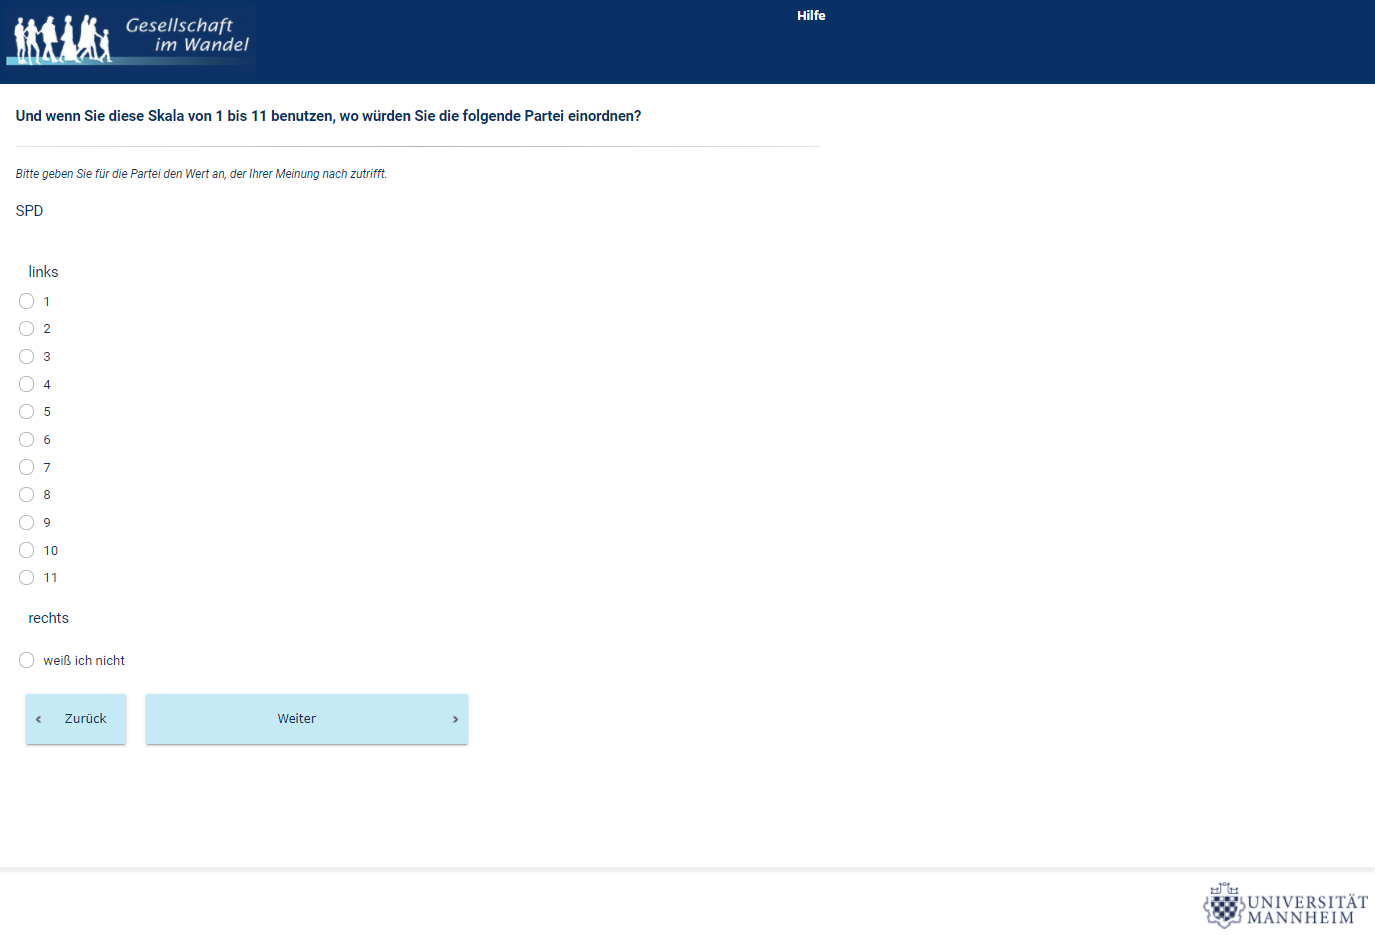 Gesellschaft
im Wandel
Hilfe
Und wenn Sie diese Skala von 1 bis 11 benutzen, wo würden Sie die folgende Partei einordnen?
Bitte geben Sie für die Partei den Wert an, der Ihrer Meinung nach zutrifft.
SPD
links
1
2
3
4
5
6
7
8
9
10
11
rechts
weiß ich nicht
Zurück
Weiter
UNIVERSITÄT
MANNHEIM